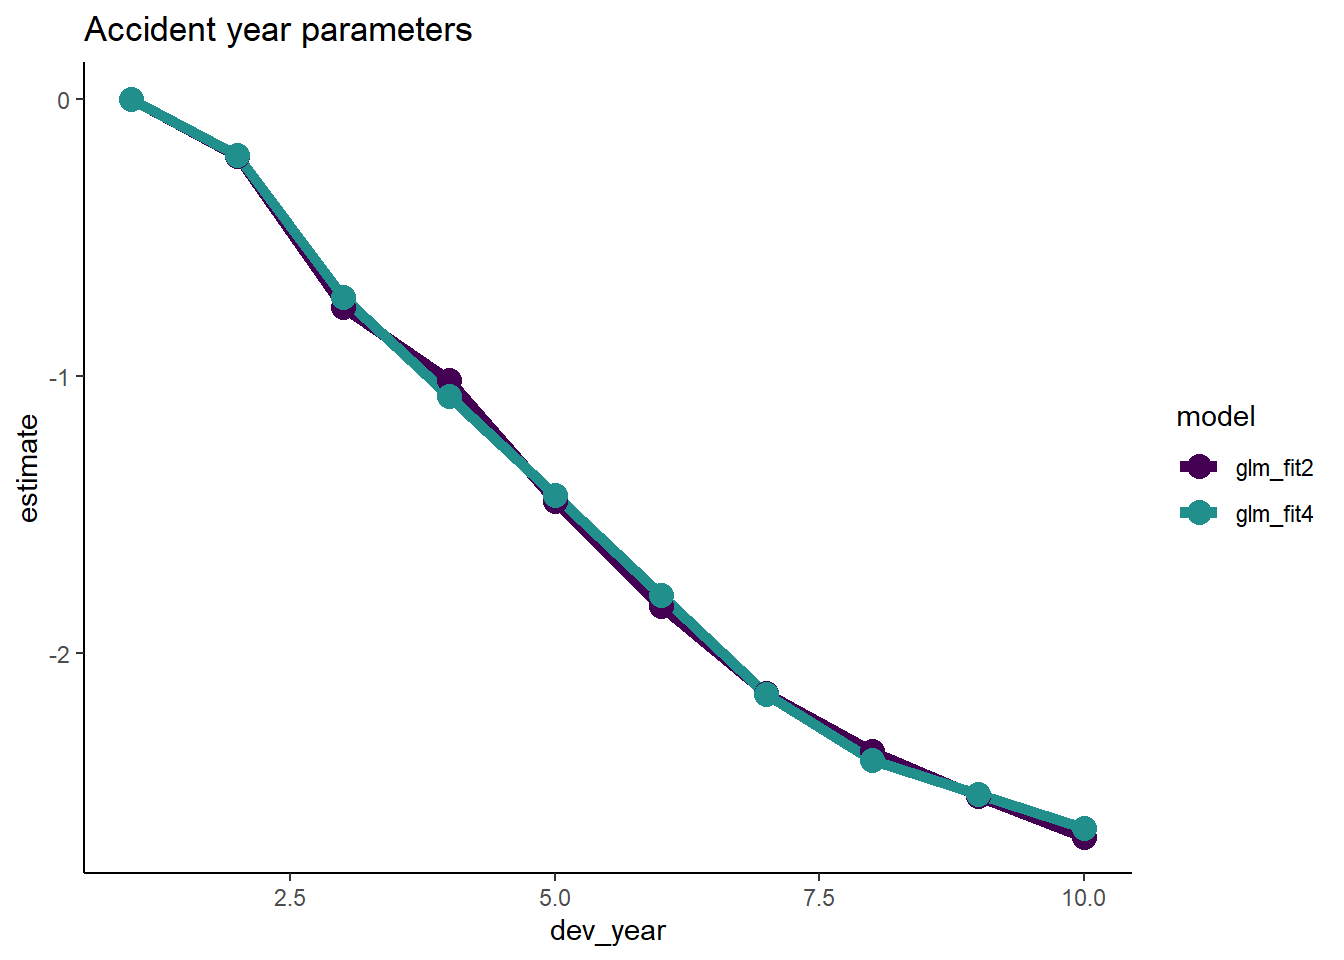 Accident year parameters
0
-1
-2
estimate
2.5 5.0 7.5 10.0
dev_year
model
glm_fit2
glm_fit4